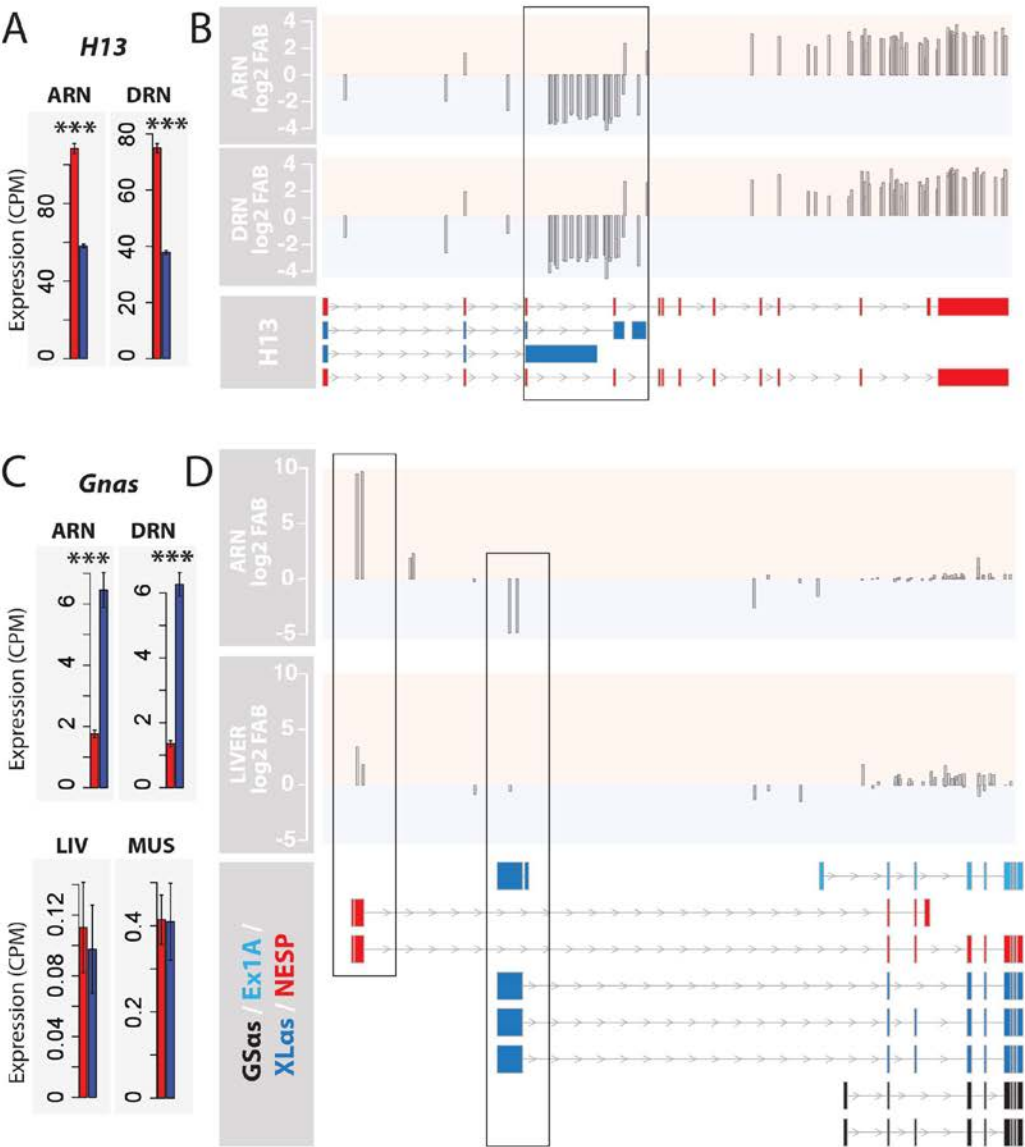 A
H13
ARN
DRN
***
***
Expression (CPM)
0
40
80
0
20
40
60
80
B
ARN
log2 FAB
4
2
0
-2
-4
DRN
log2 FAB
4
2
0
-2
-4
H13
C
Gnas
ARN
DRN
***
***
Expression (CPM)
0
2
4
6
0
2
4
6
LIV
MUS
Expression (CPM)
0
0.04
0.08
0.12
0
0.2
0.4
D
ARN
log2 FAB
10
5
0
-5
LIVER
log2 FAB
10
5
0
-5
GSas / Ex1A /
XLas / NESP